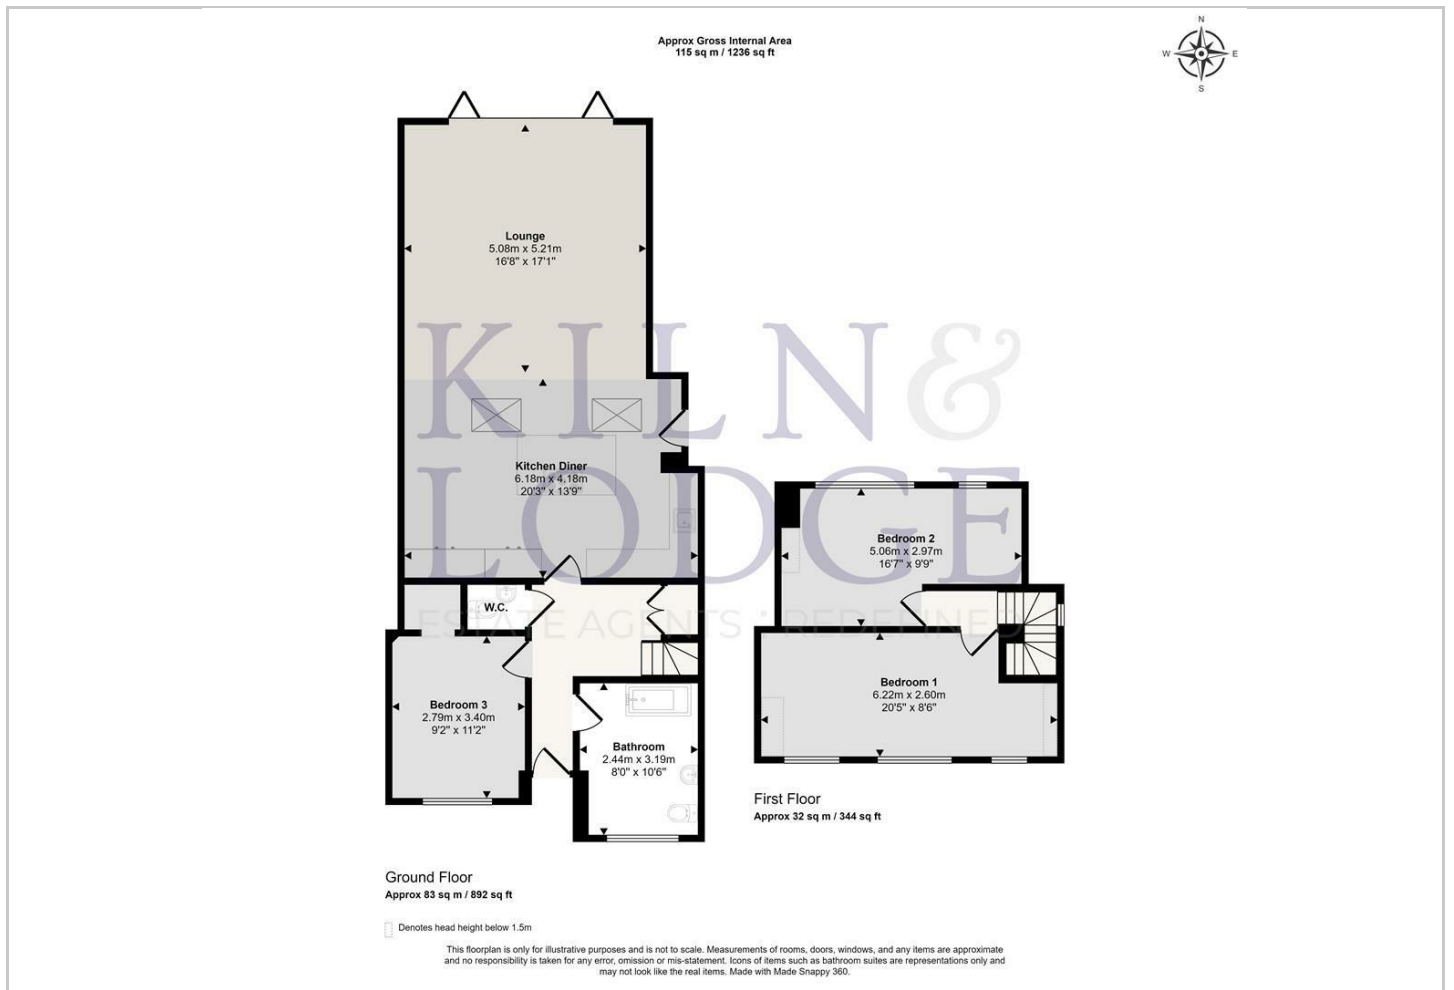 Approx Gross Internal Area
115 sq m / 1236 sq ft
N
W
E
S
Lounge
5.08m x 5.21m
16'8" x 17'1"
KILN &
LODGE
ESTATE AGENTS · REDEFINED
Kitchen Diner
6.18m x 4.18m
20'3" x 13'9"
W.C.
Bedroom 3
2.79m x 3.40m
9'2" x 11'2"
Bathroom
2.44m x 3.19m
8'0" x 10'6"
Ground Floor
Approx 83 sq m / 892 sq ft
Bedroom 2
5.06m x 2.97m
16'7" x 9'9"
Bedroom 1
6.22m x 2.60m
20'5" x 8'6"
First Floor
Approx 32 sq m / 344 sq ft
Denotes head height below 1.5m
This floorplan is only for illustrative purposes and is not to scale. Measurements of rooms, doors, windows, and any items are approximate
and no responsibility is taken for any error, omission or mis-statement. Icons of items such as bathroom suites are representations only and
may not look like the real items. Made with Made Snappy 360.